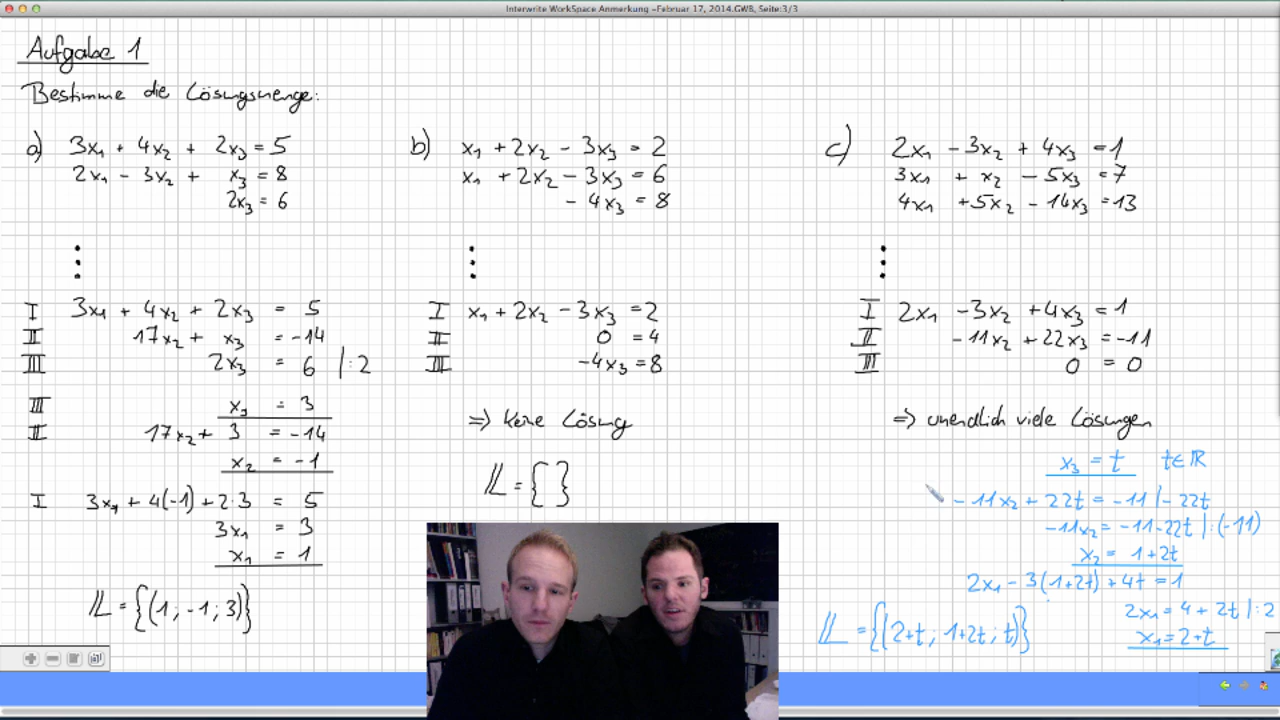 Interwrite WorkSpace Anmerkung –Februar 17, 2014.GWB, Seite:3/3
Aufgabe 1
Bestimme die Lösungsmenge:
a) 3x₁ + 4x₂ + 2x₃ = 5
2x₁ - 3x₂ + x₃ = 8
2x₃ = 6
⋮
I 3x₁ + 4x₂ + 2x₃ = 5
II 17x₂ + x₃ = -14
III 2x₃ = 6 |:2
III x₃ = 3
II 17x₂ + 3 = -14
x₂ = -1
I 3x₁ + 4(-1) + 2·3 = 5
3x₁ = 3
x₁ = 1
𝕃 = {(1; -1; 3)}
b) x₁ + 2x₂ - 3x₃ = 2
x₁ + 2x₂ - 3x₃ = 6
- 4x₃ = 8
⋮
I x₁ + 2x₂ - 3x₃ = 2
II 0 = 4
III -4x₃ = 8
=> keine Lösung
𝕃 = { }
c) 2x₁ - 3x₂ + 4x₃ = 1
3x₁ + x₂ - 5x₃ = 7
4x₁ + 5x₂ - 14x₃ = 13
⋮
I 2x₁ - 3x₂ + 4x₃ = 1
II - 11x₂ + 22x₃ = -11
III 0 = 0
=> unendlich viele Lösungen
x₃ = t t∈ℝ
- 11x₂ + 22t = -11 |- 22t
-11x₂ = -11-22t |:(-11)
x₂ = 1+2t
2x₁ - 3(1+2t) + 4t = 1
2x₁ = 4 + 2t |:2
x₁ = 2+t
𝕃 = {(2+t; 1+2t; t)}